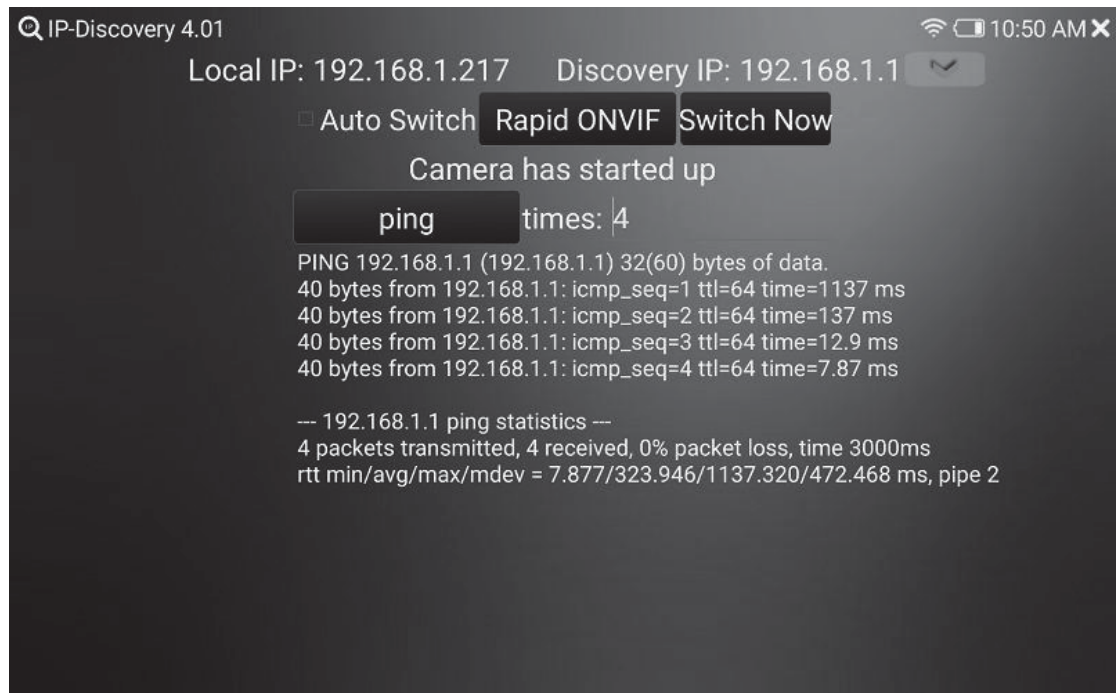 IP-Discovery 4.01 10:50 AM
Local IP: 192.168.1.217 Discovery IP: 192.168.1.1
Auto Switch Rapid ONVIF Switch Now
Camera has started up
ping times: 4
PING 192.168.1.1 (192.168.1.1) 32(60) bytes of data.
40 bytes from 192.168.1.1: icmp_seq=1 ttl=64 time=1137 ms
40 bytes from 192.168.1.1: icmp_seq=2 ttl=64 time=137 ms
40 bytes from 192.168.1.1: icmp_seq=3 ttl=64 time=12.9 ms
40 bytes from 192.168.1.1: icmp_seq=4 ttl=64 time=7.87 ms
--- 192.168.1.1 ping statistics ---
4 packets transmitted, 4 received, 0% packet loss, time 3000ms
rtt min/avg/max/mdev = 7.877/323.946/1137.320/472.468 ms, pipe 2